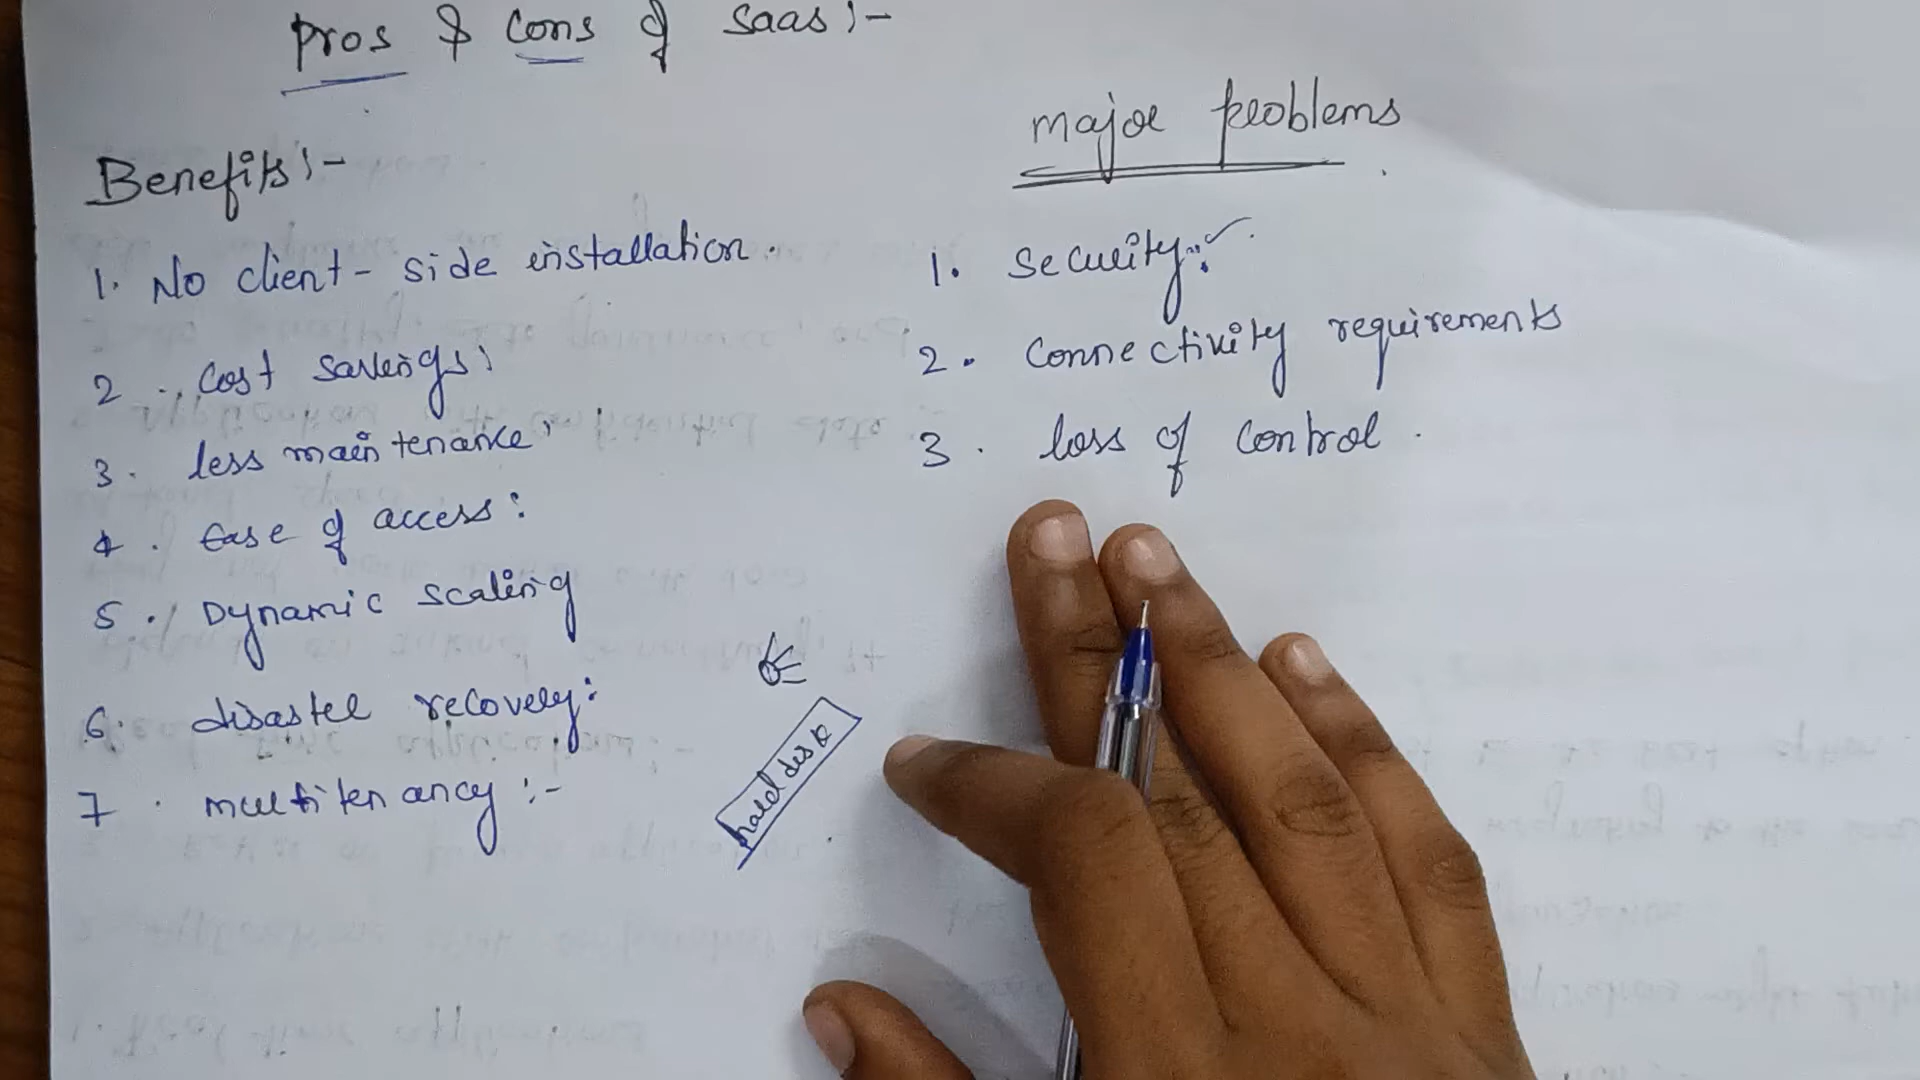 Pros & Cons of SaaS :-
Benefits :-
1. No client-side installation.
2. Cost savings :
3. less maintenance :
4. Ease of access :
5. Dynamic scaling
6. disaster recovery :
7. multitenancy :-
hard disk
major problems
1. Security :
2. Connectivity requirements
3. loss of control.